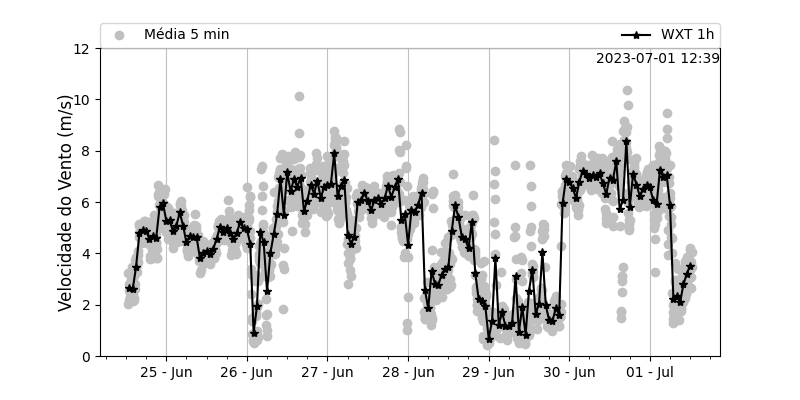 Média 5 min
WXT 1h
2023-07-01 12:39
Velocidade do Vento (m/s)
12
10
8
6
4
2
0
25 - Jun
26 - Jun
27 - Jun
28 - Jun
29 - Jun
30 - Jun
01 - Jul